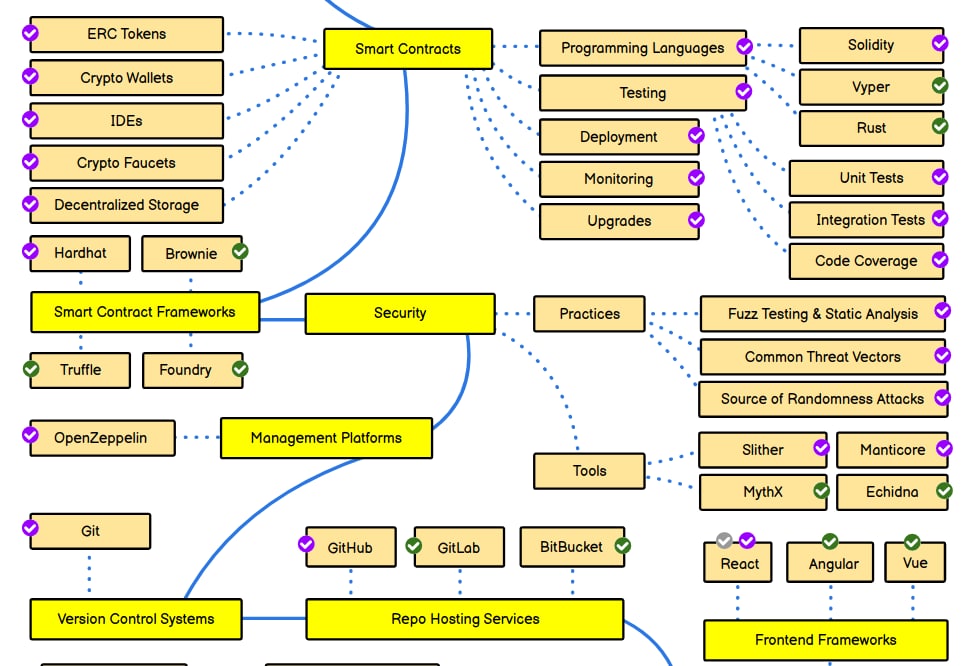 ERC Tokens
Smart Contracts
Programming Languages
Solidity
Crypto Wallets
Testing
Vyper
IDEs
Deployment
Rust
Crypto Faucets
Monitoring
Unit Tests
Decentralized Storage
Upgrades
Integration Tests
Hardhat
Brownie
Code Coverage
Smart Contract Frameworks
Security
Practices
Fuzz Testing & Static Analysis
Common Threat Vectors
Truffle
Foundry
Source of Randomness Attacks
OpenZeppelin
Management Platforms
Slither
Manticore
Tools
MythX
Echidna
Git
GitHub
GitLab
BitBucket
React
Angular
Vue
Version Control Systems
Repo Hosting Services
Frontend Frameworks